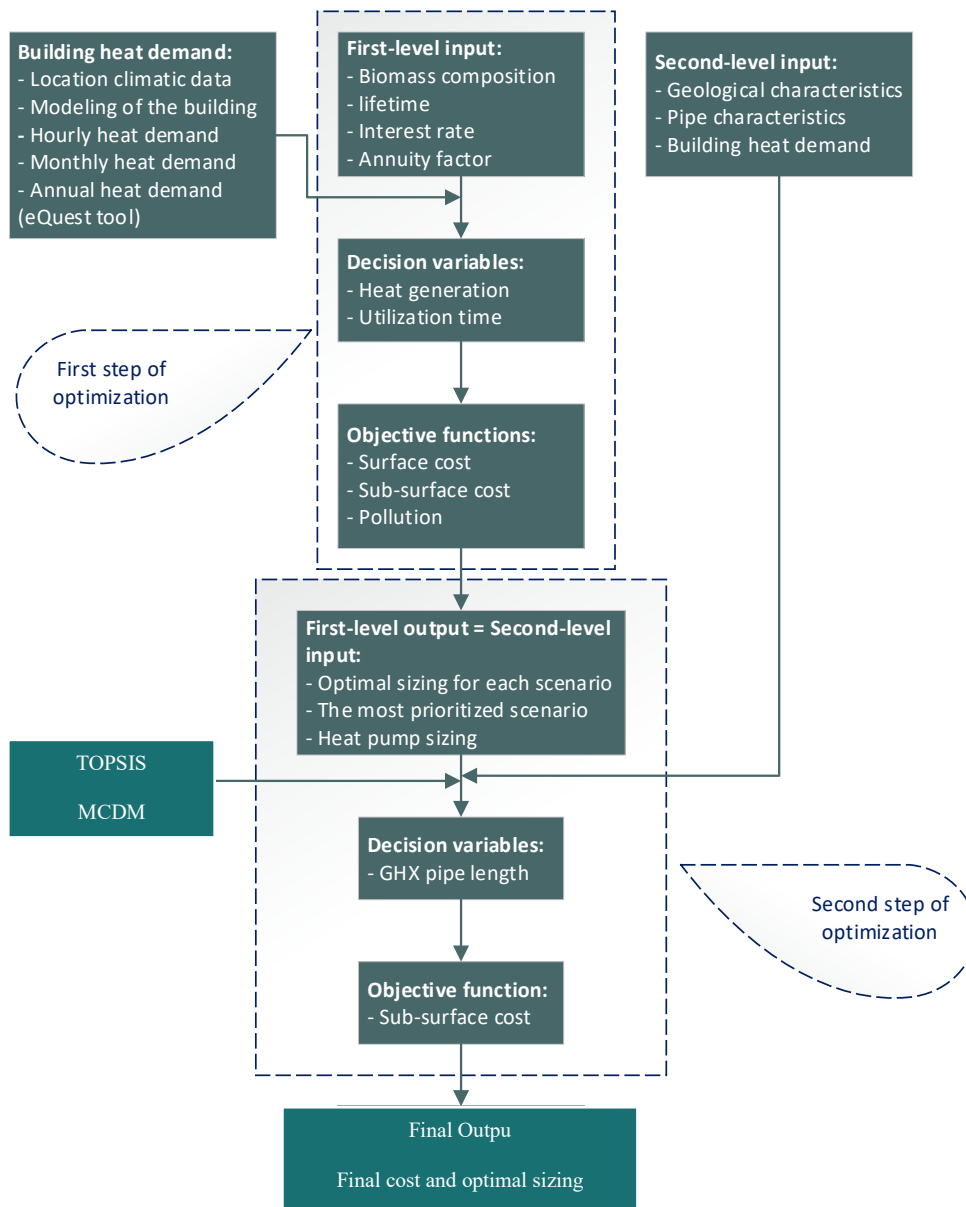 Building heat demand:
- Location climatic data
- Modeling of the building
- Hourly heat demand
- Monthly heat demand
- Annual heat demand
(eQuest tool)
First-level input:
- Biomass composition
- lifetime
- Interest rate
- Annuity factor
Second-level input:
- Geological characteristics
- Pipe characteristics
- Building heat demand
Decision variables:
- Heat generation
- Utilization time
First step of
optimization
Objective functions:
- Surface cost
- Sub-surface cost
- Pollution
First-level output = Second-level
input:
- Optimal sizing for each scenario
- The most prioritized scenario
- Heat pump sizing
TOPSIS
MCDM
Decision variables:
- GHX pipe length
Second step of
optimization
Objective function:
- Sub-surface cost
Final Outpu
Final cost and optimal sizing